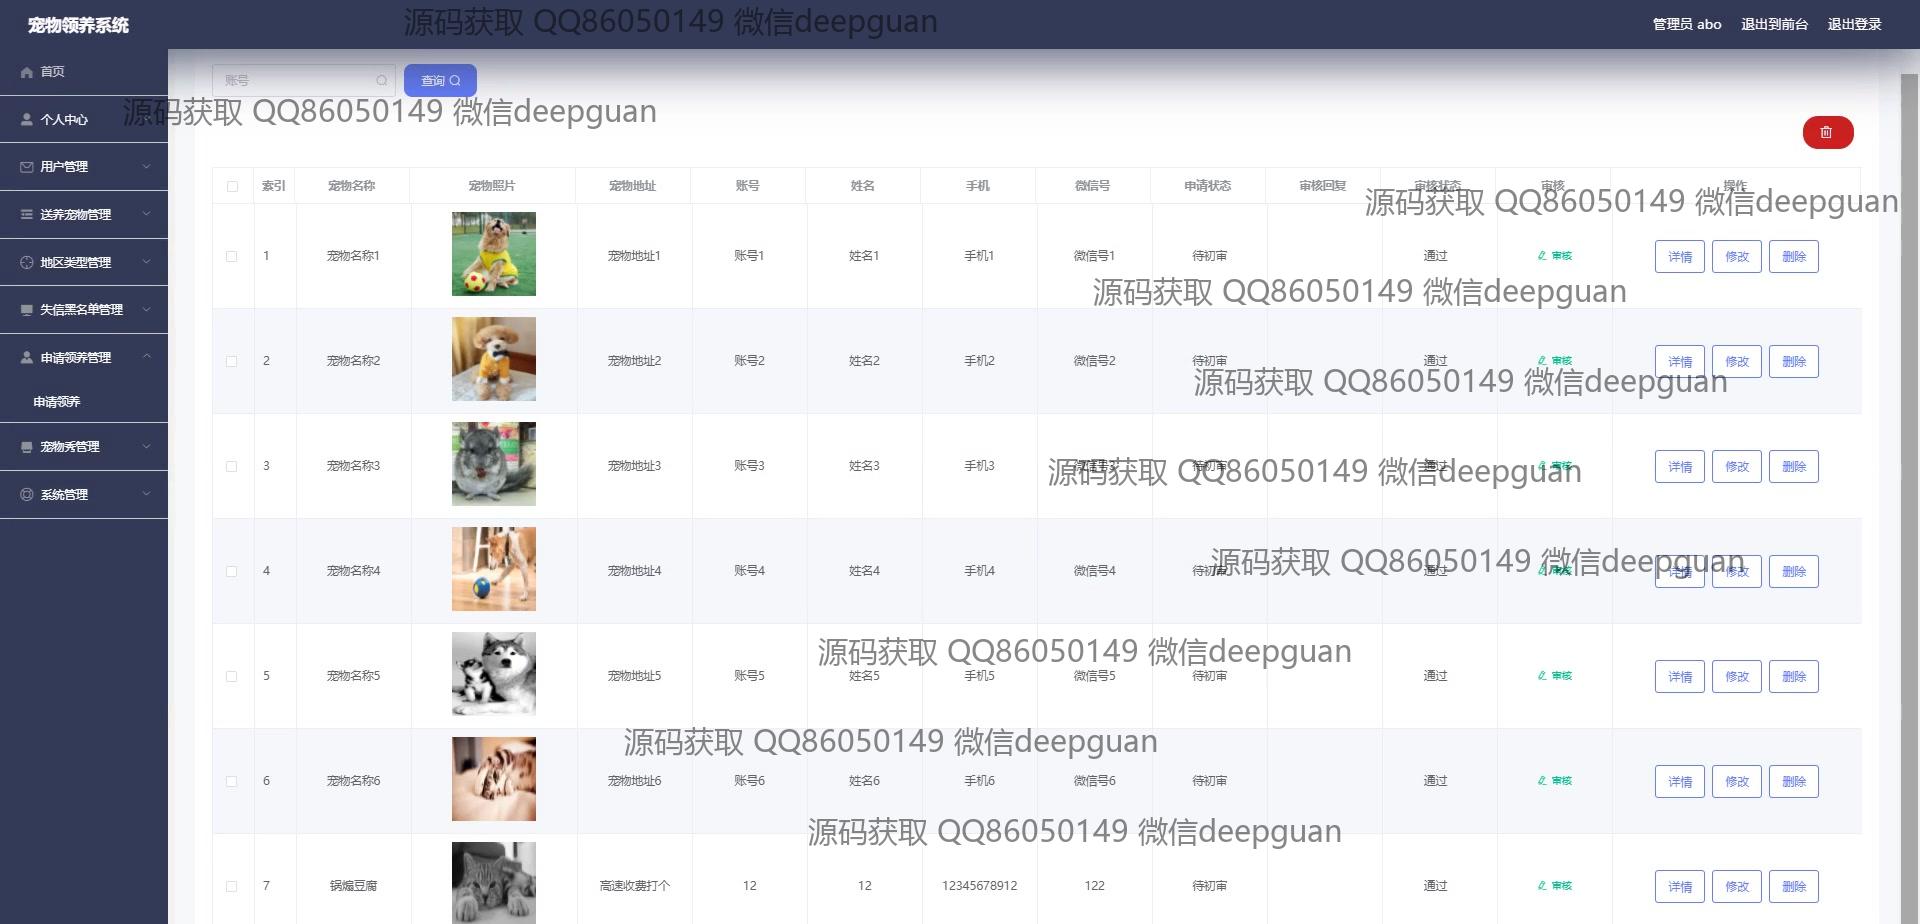 宠物领养系统
源码获取 QQ86050149 微信deepguan
管理员 abo 退出到前台 退出登录
首页
账号 查询
个人中心
源码获取 QQ86050149 微信deepguan
用户管理
送养宠物管理
地区类型管理
失信黑名单管理
申请领养管理
申请领养
宠物秀管理
系统管理
索引 宠物名称 宠物照片 宠物地址 账号 姓名 手机 微信号 申请状态 审核回复 审核状态 审核 操作
源码获取 QQ86050149 微信deepguan
1 宠物名称1 宠物地址1 账号1 姓名1 手机1 微信号1 待初审 通过 审核 详情 修改 删除
源码获取 QQ86050149 微信deepguan
2 宠物名称2 宠物地址2 账号2 姓名2 手机2 微信号2 待初审 通过 审核 详情 修改 删除
源码获取 QQ86050149 微信deepguan
3 宠物名称3 宠物地址3 账号3 姓名3 手机3 微信号3 待初审 通过 审核 详情 修改 删除
源码获取 QQ86050149 微信deepguan
4 宠物名称4 宠物地址4 账号4 姓名4 手机4 微信号4 待初审 通过 审核 详情 修改 删除
源码获取 QQ86050149 微信deepguan
源码获取 QQ86050149 微信deepguan
5 宠物名称5 宠物地址5 账号5 姓名5 手机5 微信号5 待初审 通过 审核 详情 修改 删除
源码获取 QQ86050149 微信deepguan
6 宠物名称6 宠物地址6 账号6 姓名6 手机6 微信号6 待初审 通过 审核 详情 修改 删除
源码获取 QQ86050149 微信deepguan
7 锅煸豆腐 高速收费打个 12 12 12345678912 122 待初审 通过 审核 详情 修改 删除